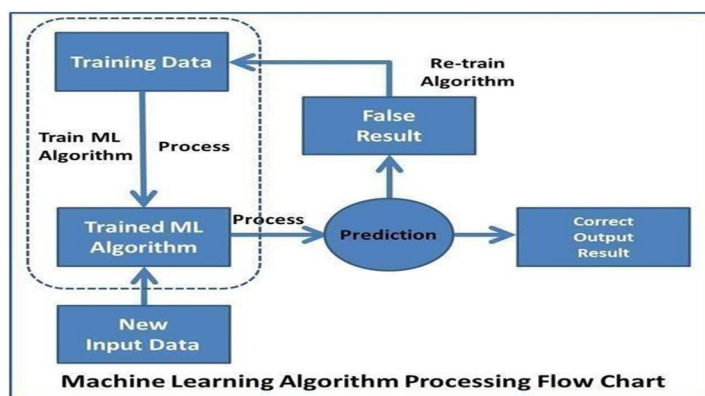 Training Data
Re-train
Algorithm
False
Result
Train ML
Algorithm
Process
Trained ML
Algorithm
Process
Prediction
Correct
Output
Result
New
Input Data
Machine Learning Algorithm Processing Flow Chart